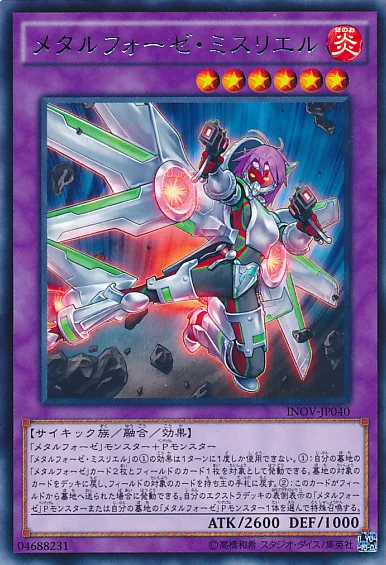 メタルフォーゼ・ミスリエル
炎
INOV-JP040
【サイキック族/融合/効果】
「メタルフォーゼ」モンスター+Pモンスター
「メタルフォーゼ・ミスリエル」の①の効果は1ターンに1度しか使用できない。①:自分の墓地の
「メタルフォーゼ」カード2枚とフィールドのカード1枚を対象として発動できる。墓地の対象の
カードをデッキに戻し、フィールドの対象のカードを持ち主の手札に戻す。②:このカードがフィー
ルドから墓地へ送られた場合に発動できる。自分のエクストラデッキの表側表示の「メタルフォーゼ」
Pモンスターまたは自分の墓地の「メタルフォーゼ」Pモンスター1体を選んで特殊召喚する。
ATK/2600 DEF/1000
04688231
©高橋和希 スタジオ・ダイス/集英社